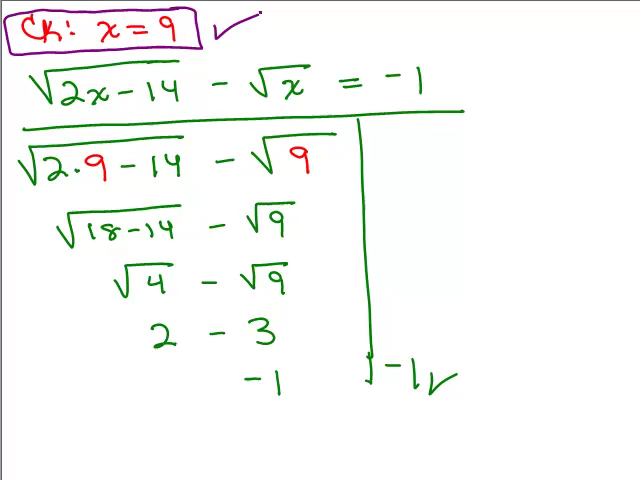 Ck: x = 9 ✓
√(2x − 14) − √x = −1
√(2·9 − 14) − √9
√(18 − 14) − √9
√4 − √9
2 − 3
−1 | −1 ✓